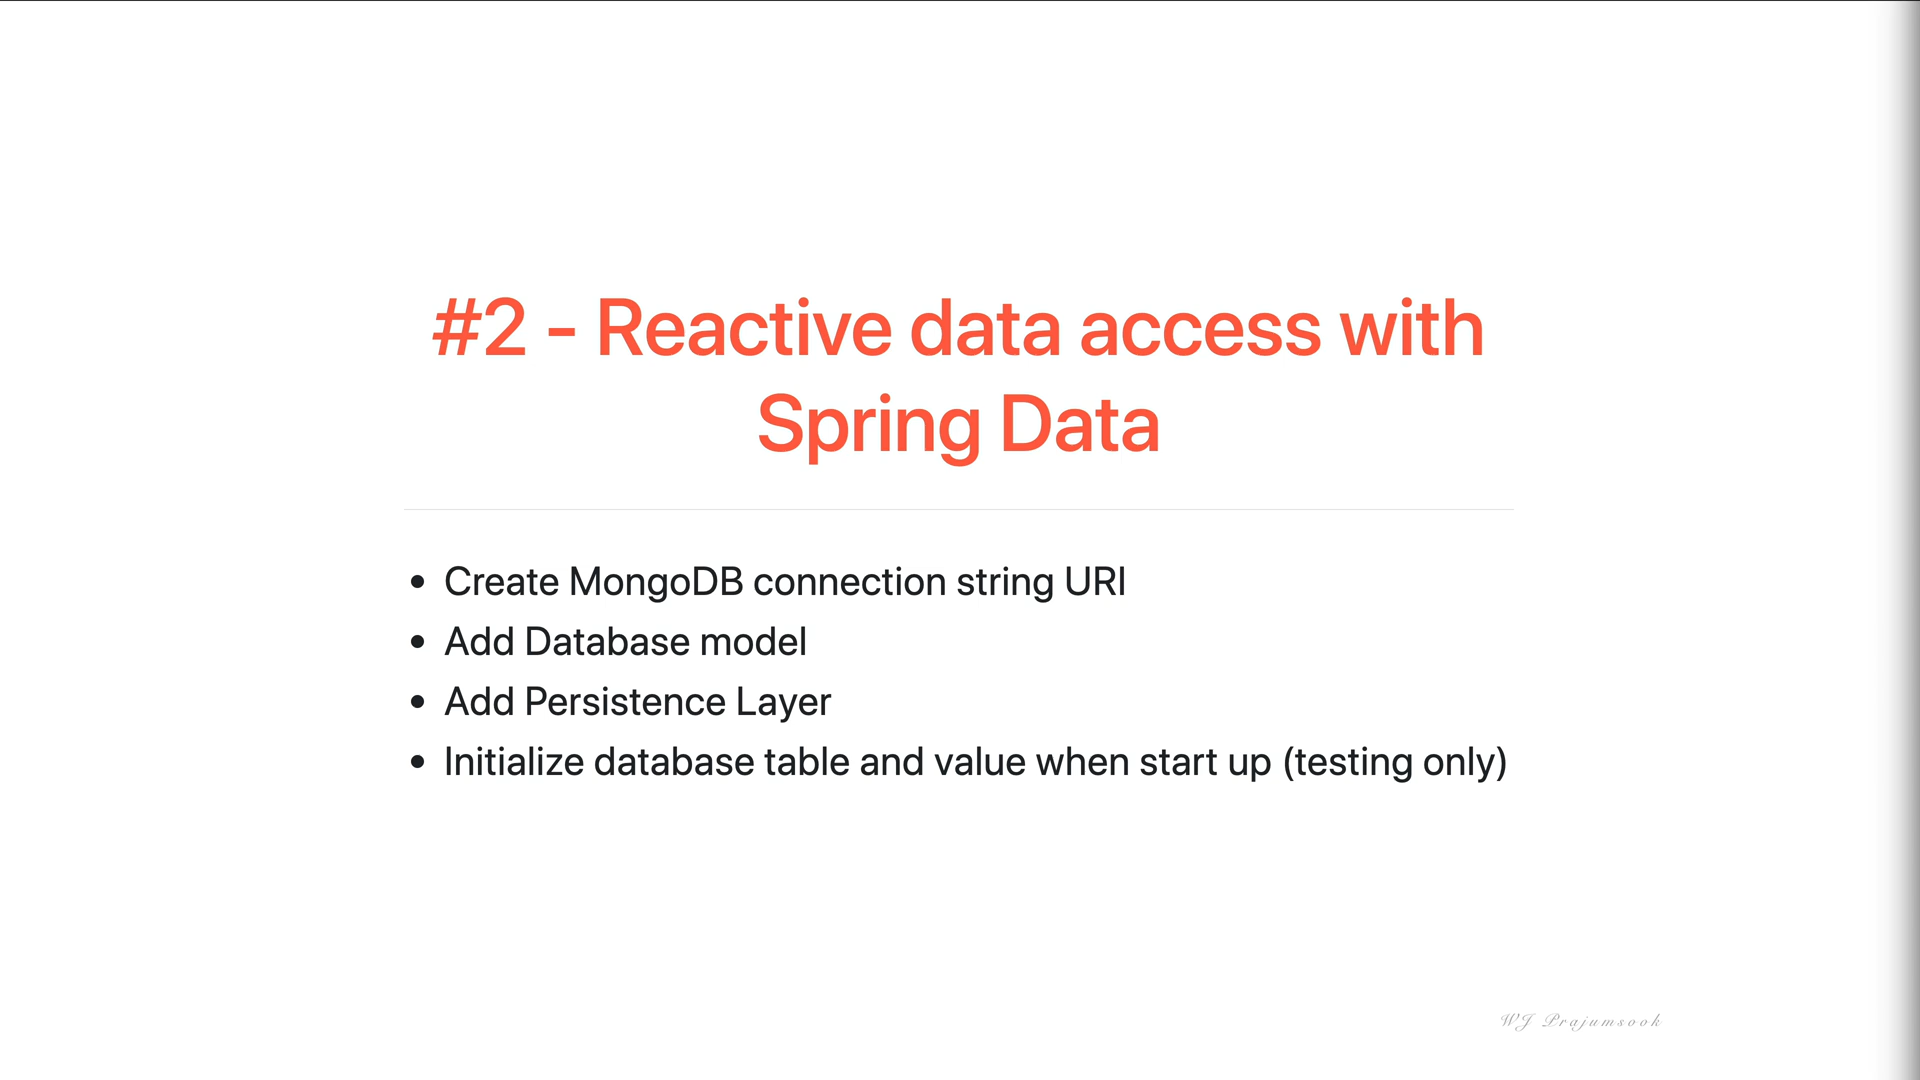 #2 - Reactive data access with
Spring Data
• Create MongoDB connection string URI
• Add Database model
• Add Persistence Layer
• Initialize database table and value when start up (testing only)
WJ Prajumsook